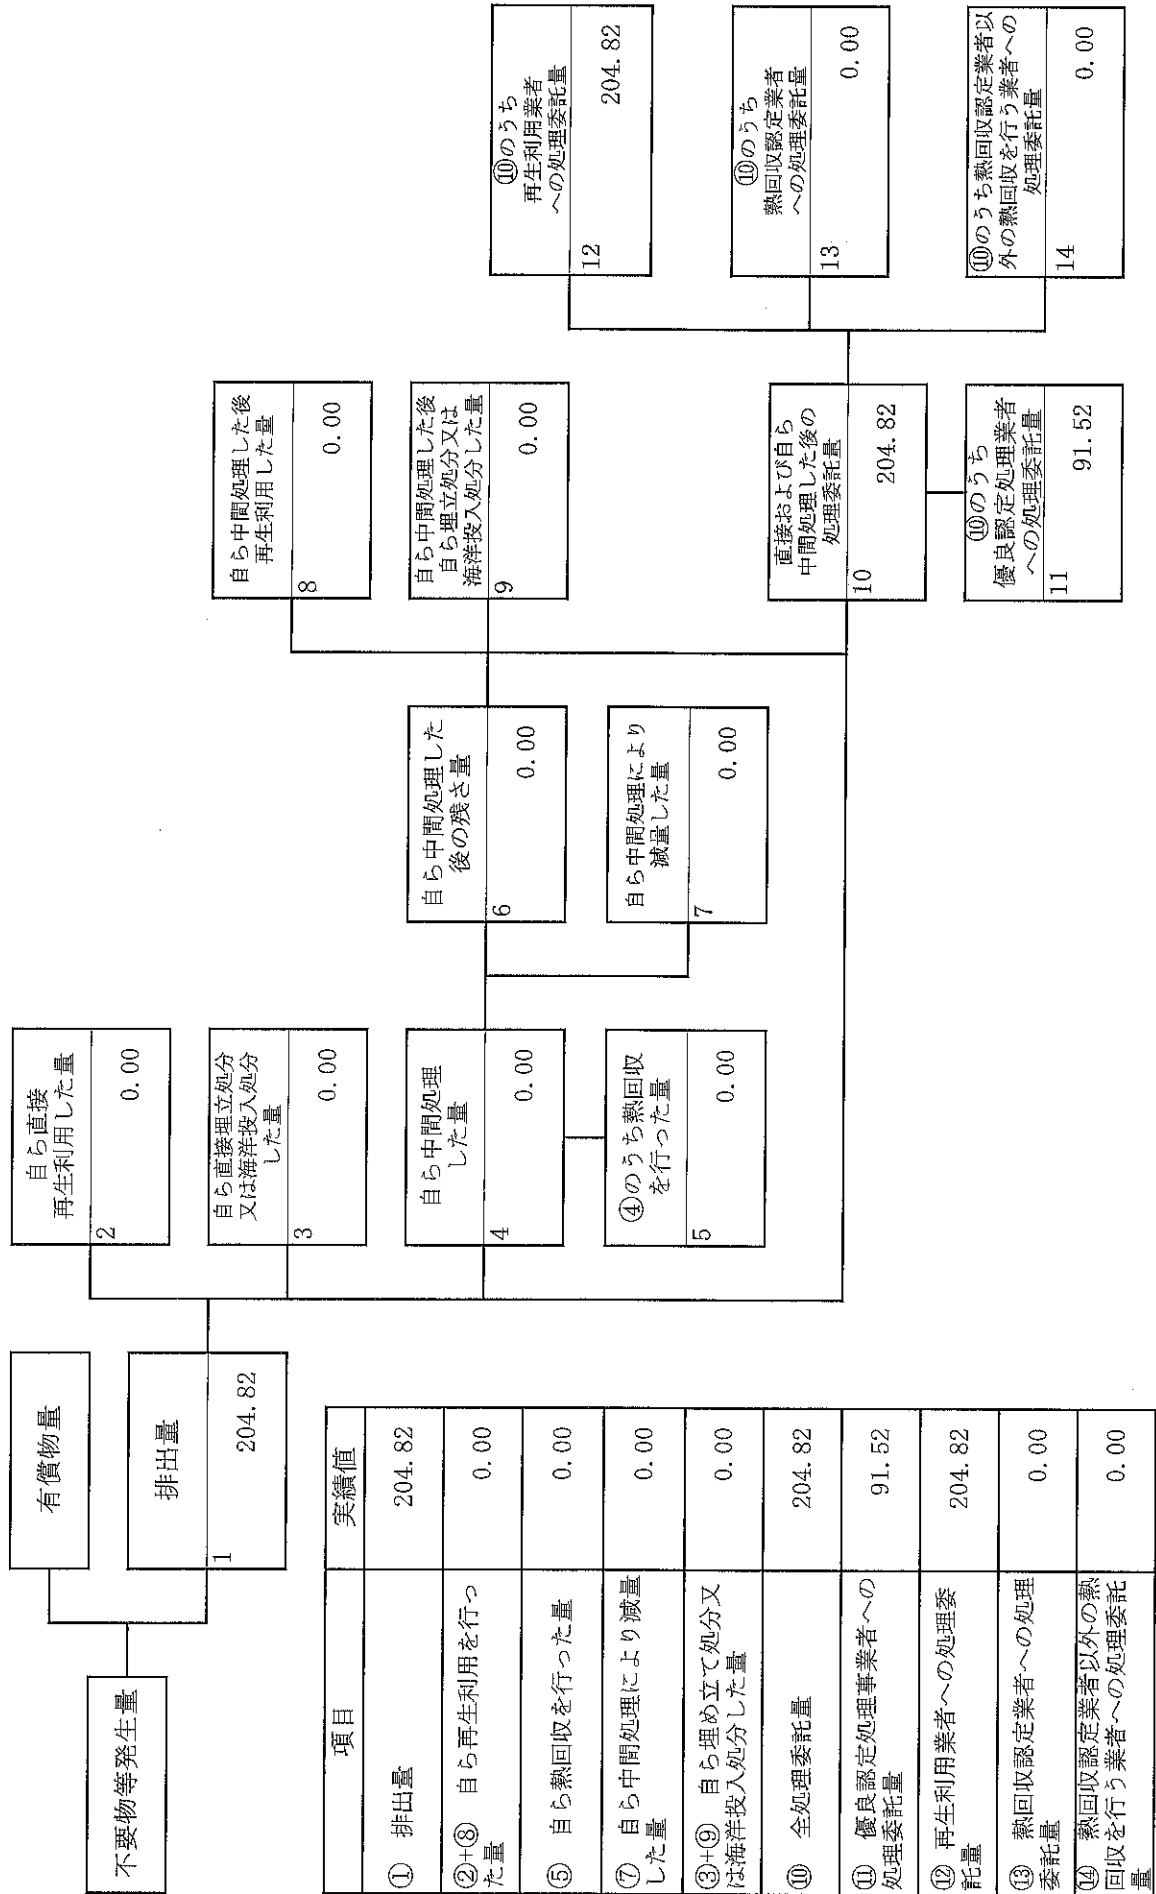 不要物等発生量
有償物量
排出量
1
204.82
自ら直接
再生利用した量
2
0.00
自ら直接埋立処分
又は海洋投入処分
した量
3
0.00
自ら中間処理
した量
4
0.00
④のうち熱回収
を行った量
5
0.00
自ら中間処理した
後の残さ量
6
0.00
自ら中間処理により
減量した量
7
0.00
自ら中間処理した後
再生利用した量
8
0.00
自ら中間処理した後
自ら埋立処分又は
海洋投入処分した量
9
0.00
直接および自ら
中間処理した後の
処理委託量
10
204.82
⑩のうち
優良認定処理業者
への処理委託量
11
91.52
⑩のうち
再生利用業者
への処理委託量
12
204.82
⑩のうち
熱回収認定業者
への処理委託量
13
0.00
⑩のうち熱回収認定業者以
外の熱回収を行う業者への
処理委託量
14
0.00
項目 実績値
① 排出量 204.82
②+⑧ 自ら再生利用を行っ
た量 0.00
⑤ 自ら熱回収を行った量 0.00
⑦ 自ら中間処理により減量
した量 0.00
③+⑨ 自ら埋め立て処分又
は海洋投入処分した量 0.00
⑩ 全処理委託量 204.82
⑪ 優良認定処理事業者への
処理委託量 91.52
⑫ 再生利用業者への処理委
託量 204.82
⑬ 熱回収認定業者への処理
委託量 0.00
⑭ 熱回収認定業者以外の熱
回収を行う業者への処理委託
量 0.00